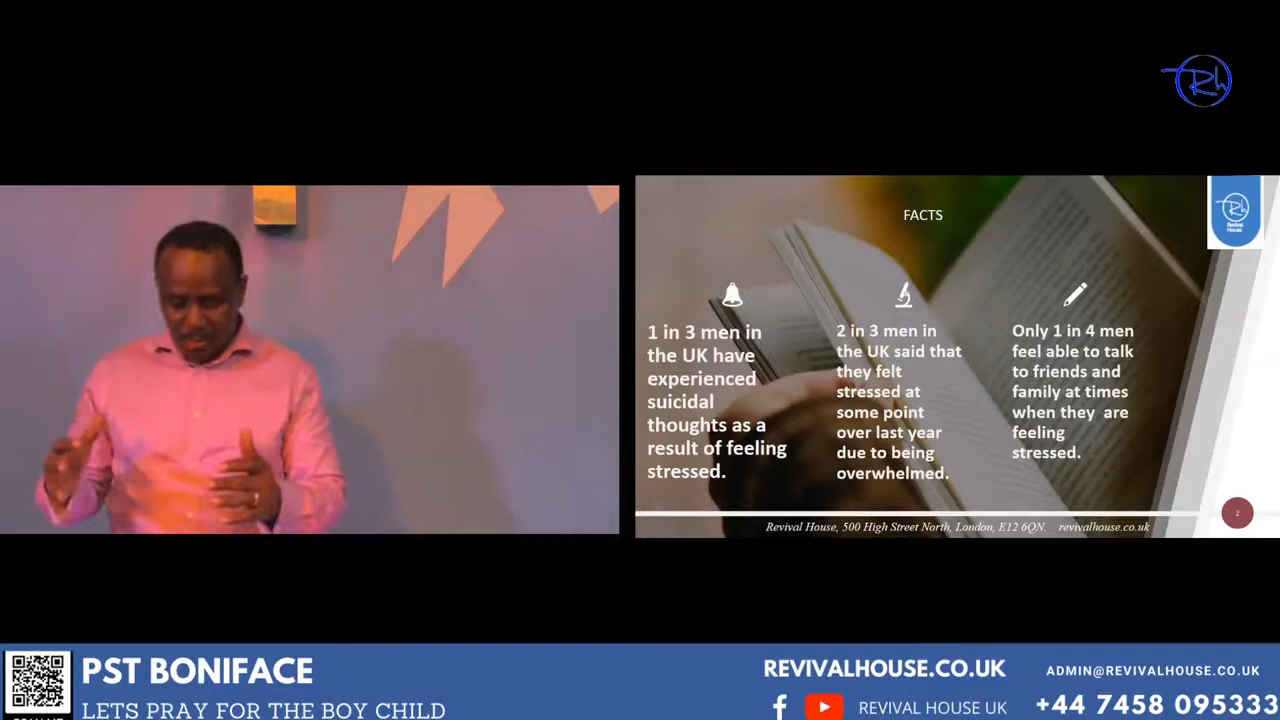 Rh
FACTS
Rh
Revival
House
1 in 3 men in
the UK have
experienced
suicidal
thoughts as a
result of feeling
stressed.
2 in 3 men in
the UK said that
they felt
stressed at
some point
over last year
due to being
overwhelmed.
Only 1 in 4 men
feel able to talk
to friends and
family at times
when they are
feeling
stressed.
2
Revival House, 500 High Street North, London, E12 6QN. revivalhouse.co.uk
PST BONIFACE
LETS PRAY FOR THE BOY CHILD
REVIVALHOUSE.CO.UK
REVIVAL HOUSE UK
ADMIN@REVIVALHOUSE.CO.UK
+44 7458 095333